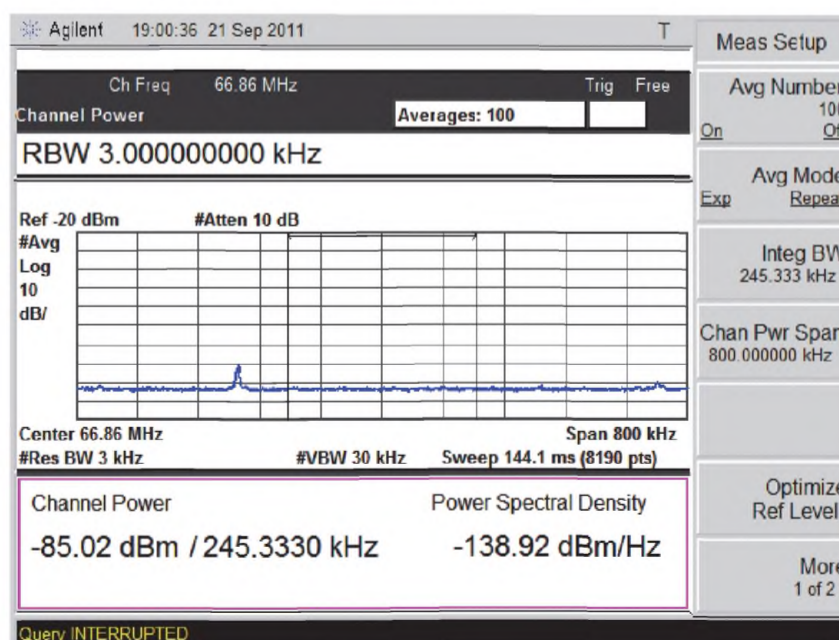 Agilent 19:00:36 21 Sep 2011 T
Ch Freq 66.86 MHz Trig Free
Channel Power Averages: 100
RBW 3.000000000 kHz
Ref -20 dBm #Atten 10 dB
#Avg
Log
10
dB/
Center 66.86 MHz Span 800 kHz
#Res BW 3 kHz #VBW 30 kHz Sweep 144.1 ms (8190 pts)
Channel Power Power Spectral Density
-85.02 dBm / 245.3330 kHz -138.92 dBm/Hz
Query INTERRUPTED
Meas Setup
Avg Number
100
On Of
Avg Mode
Exp Repea
Integ BW
245.333 kHz
Chan Pwr Span
800.000000 kHz
Optimize
Ref Level
More
1 of 2